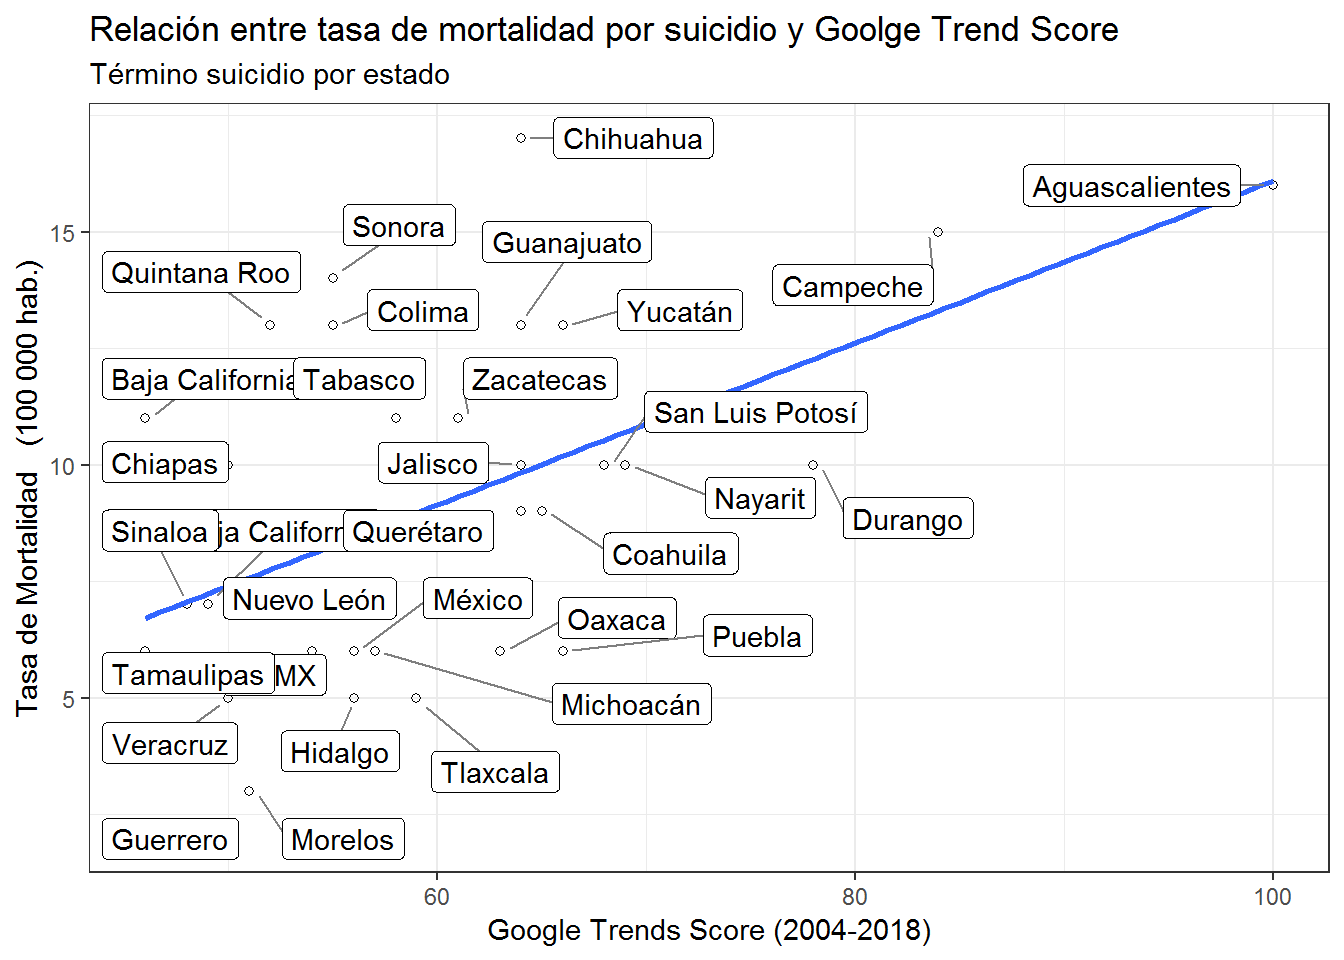 Relación entre tasa de mortalidad por suicidio y Goolge Trend Score
Término suicidio por estado
Tasa de Mortalidad (100 000 hab.)
15
10
5
Chihuahua
Aguascalientes
Sonora
Guanajuato
Quintana Roo
Campeche
Colima
Yucatán
Baja California
Tabasco
Zacatecas
San Luis Potosí
Chiapas
Jalisco
Nayarit
Durango
Sinaloa
ja Californ
Querétaro
Coahuila
Nuevo León
México
Oaxaca
Puebla
Tamaulipas
MX
Michoacán
Veracruz
Hidalgo
Tlaxcala
Guerrero
Morelos
60
80
100
Google Trends Score (2004-2018)